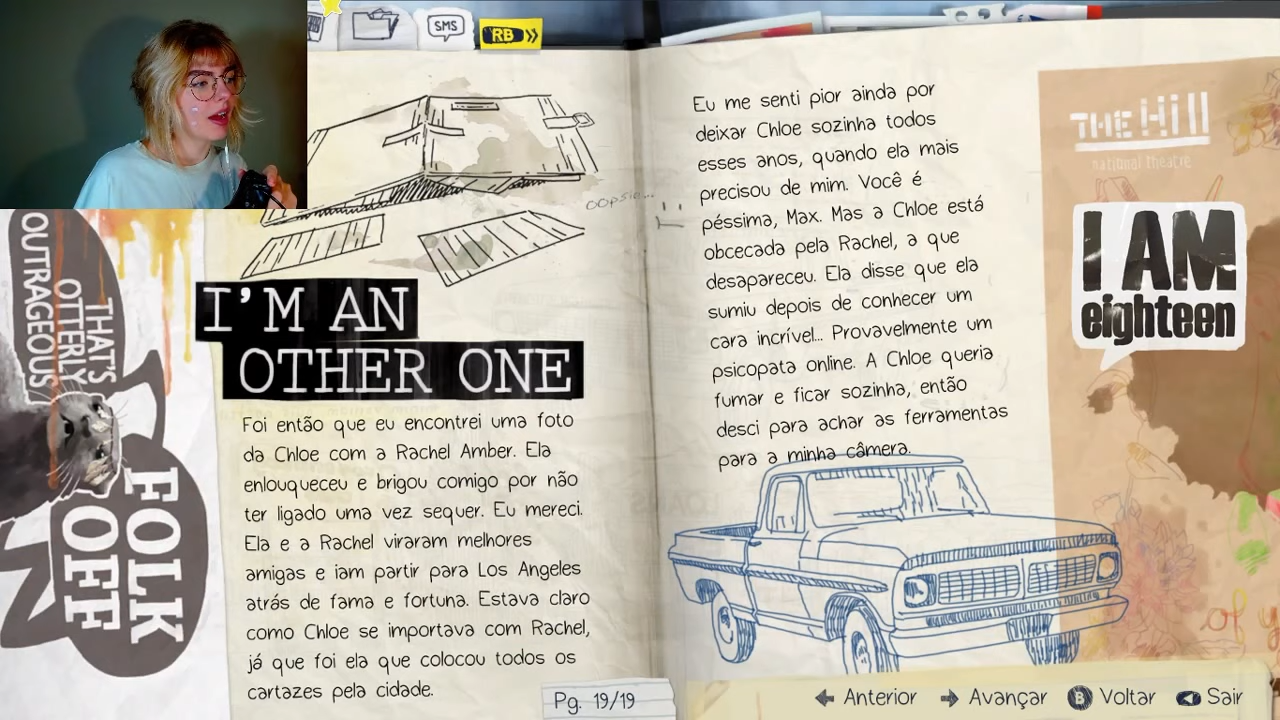 SMS
RB
THAT'S
OTTERLY
OUTRAGEOUS
FOLK
OFF
oopsie...
I'M AN
OTHER ONE
Foi então que eu encontrei uma foto
da Chloe com a Rachel Amber. Ela
enlouqueceu e brigou comigo por não
ter ligado uma vez sequer. Eu mereci.
Ela e a Rachel viraram melhores
amigas e iam partir para Los Angeles
atrás de fama e fortuna. Estava claro
como Chloe se importava com Rachel,
já que foi ela que colocou todos os
cartazes pela cidade.
Eu me senti pior ainda por
deixar Chloe sozinha todos
esses anos, quando ela mais
precisou de mim. Você é
péssima, Max. Mas a Chloe está
obcecada pela Rachel, a que
desapareceu. Ela disse que ela
sumiu depois de conhecer um
cara incrível... Provavelmente um
psicopata online. A Chloe queria
fumar e ficar sozinha, então
desci para achar as ferramentas
para a minha câmera.
THE Hill
national theatre
I AM
eighteen
of
Pg. 19/19
Anterior
Avançar
B Voltar
Sair